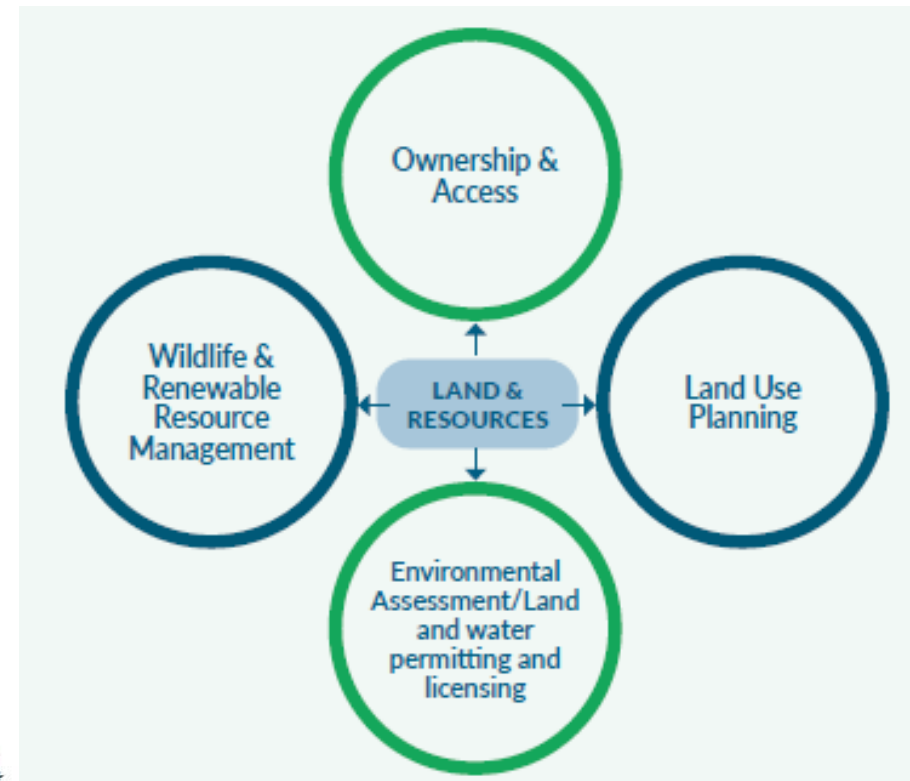 Ownership &
Access
Wildlife &
Renewable
Resource
Management
LAND &
RESOURCES
Land Use
Planning
Environmental
Assessment/Land
and water
permitting and
licensing